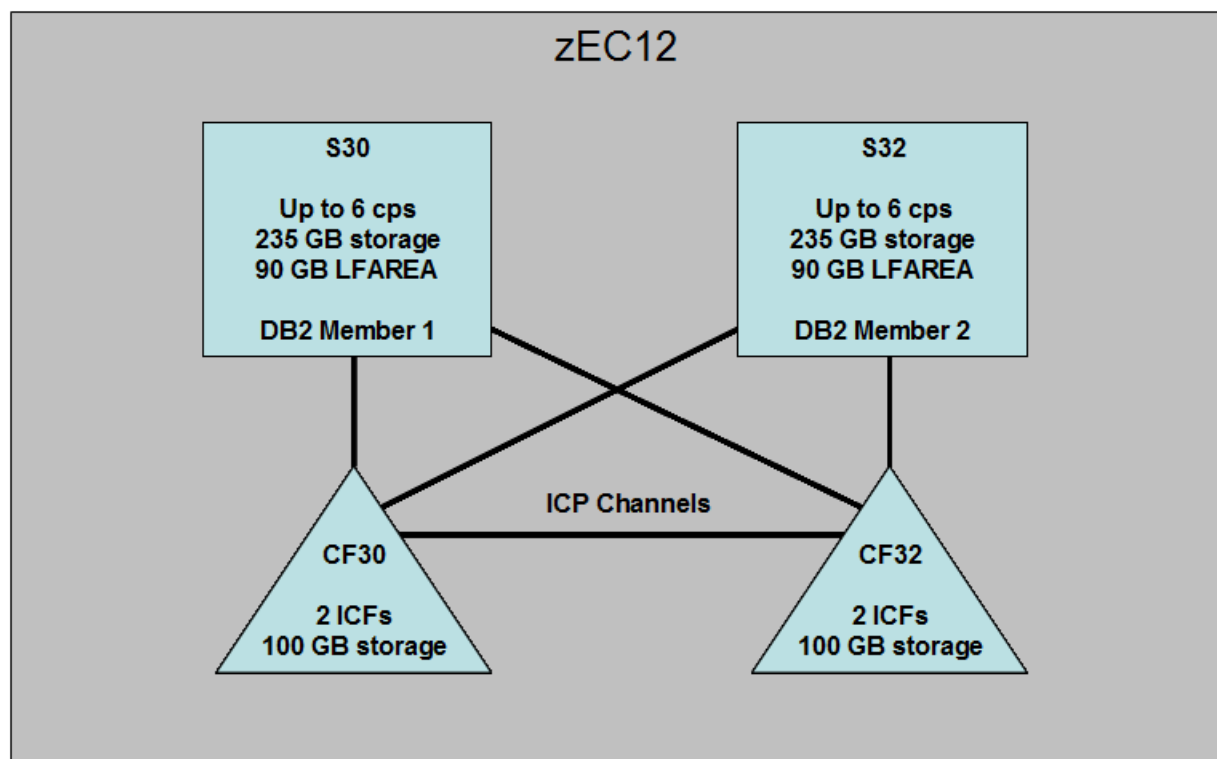 zEC12
S30
Up to 6 cps
235 GB storage
90 GB LFAREA
DB2 Member 1
S32
Up to 6 cps
235 GB storage
90 GB LFAREA
DB2 Member 2
ICP Channels
CF30
2 ICFs
100 GB storage
CF32
2 ICFs
100 GB storage